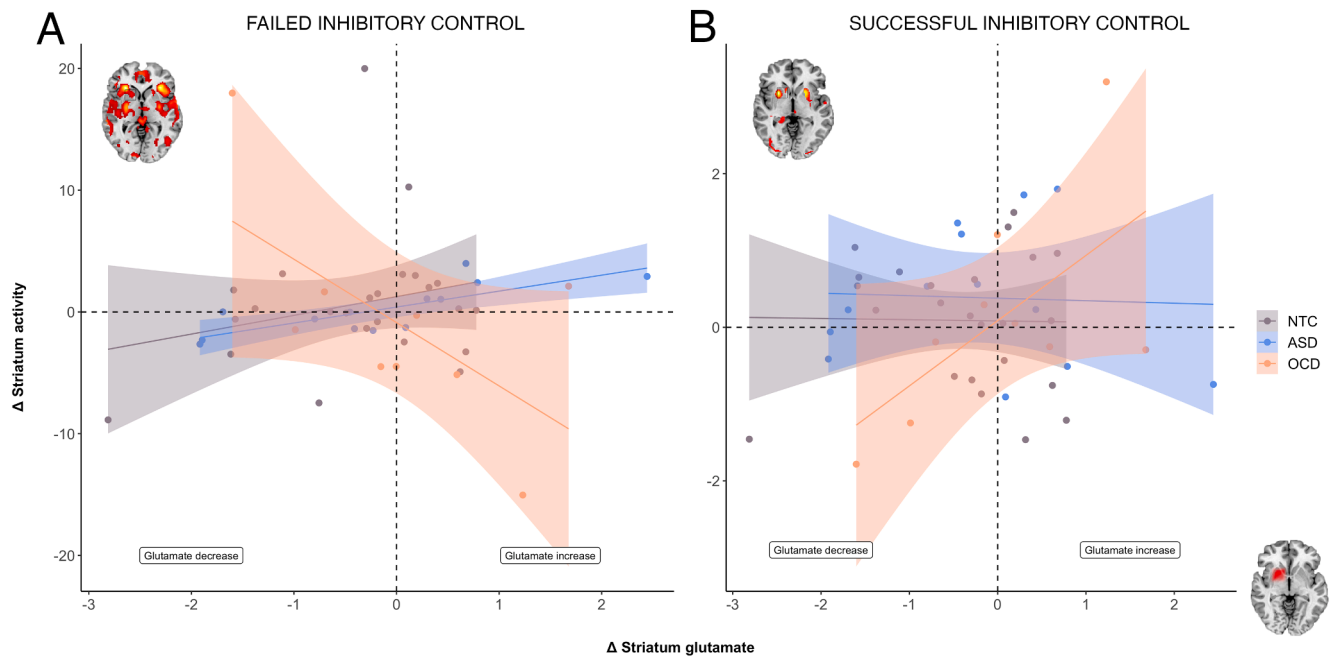 A
FAILED INHIBITORY CONTROL
B
SUCCESSFUL INHIBITORY CONTROL
Δ Striatum activity
20
10
0
-10
-20
Glutamate decrease
Glutamate increase
-3 -2 -1 0 1 2
2
0
-2
Glutamate decrease
Glutamate increase
-3 -2 -1 0 1 2
NTC
ASD
OCD
Δ Striatum glutamate